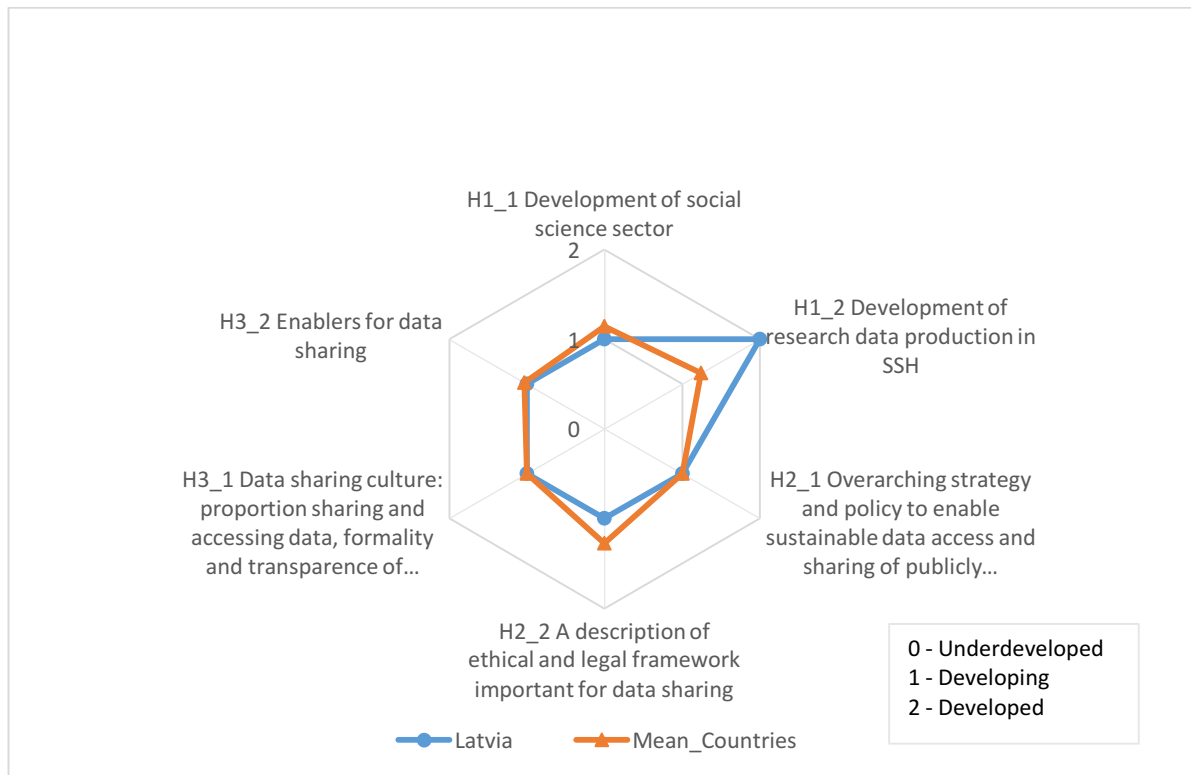 H1_1 Development of social
science sector
2
H1_2 Development of
research data production in
SSH
H3_2 Enablers for data
sharing
1
0
H3_1 Data sharing culture:
proportion sharing and
accessing data, formality
and transparence of...
H2_1 Overarching strategy
and policy to enable
sustainable data access and
sharing of publicly...
H2_2 A description of
ethical and legal framework
important for data sharing
0 - Underdeveloped
1 - Developing
2 - Developed
Latvia
Mean_Countries